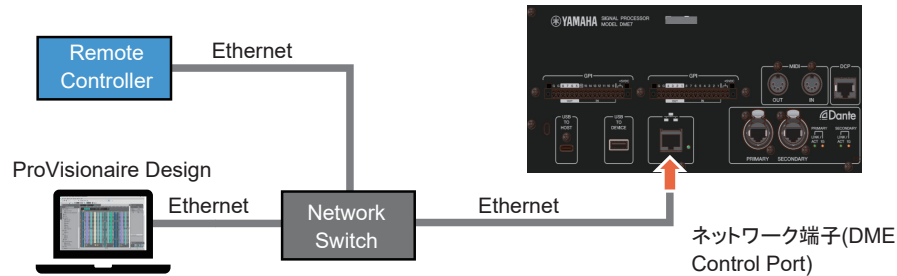 YAMAHA
SIGNAL PROCESSOR
MODEL DME7
Remote
Controller
Ethernet
GPI
GPI
MIDI
DCP
OUT
IN
USB
TO
HOST
USB
TO
DEVICE
Dante
PRIMARY
SECONDARY
PRIMARY
SECONDARY
ProVisionaire Design
Ethernet
Network
Switch
Ethernet
ネットワーク端子(DME
Control Port)